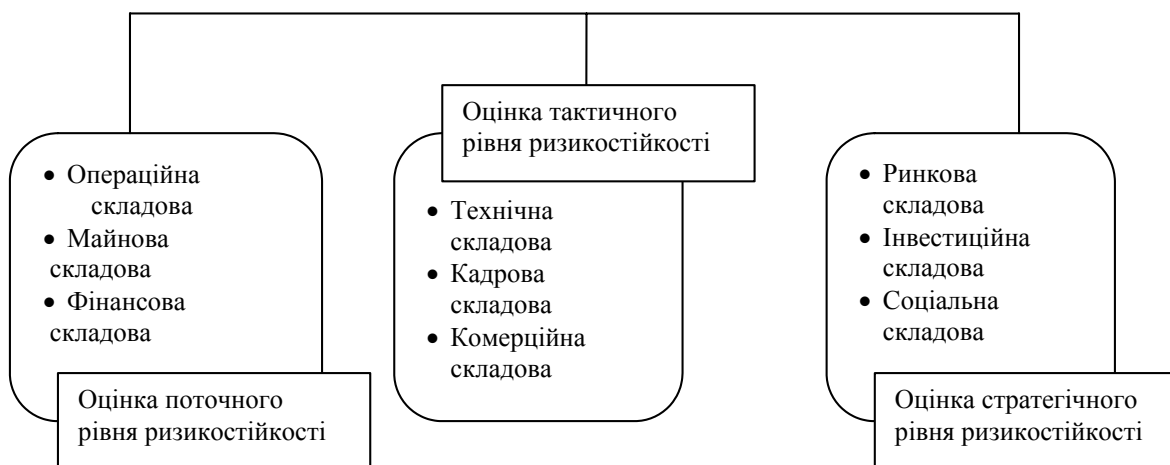 Операційна
складова
Майнова
складова
Фінансова
складова
Оцінка поточного
рівня ризикостійкості
Оцінка тактичного
рівня ризикостійкості
Технічна
складова
Кадрова
складова
Комерційна
складова
Ринкова
складова
Інвестиційна
складова
Соціальна
складова
Оцінка стратегічного
рівня ризикостійкості